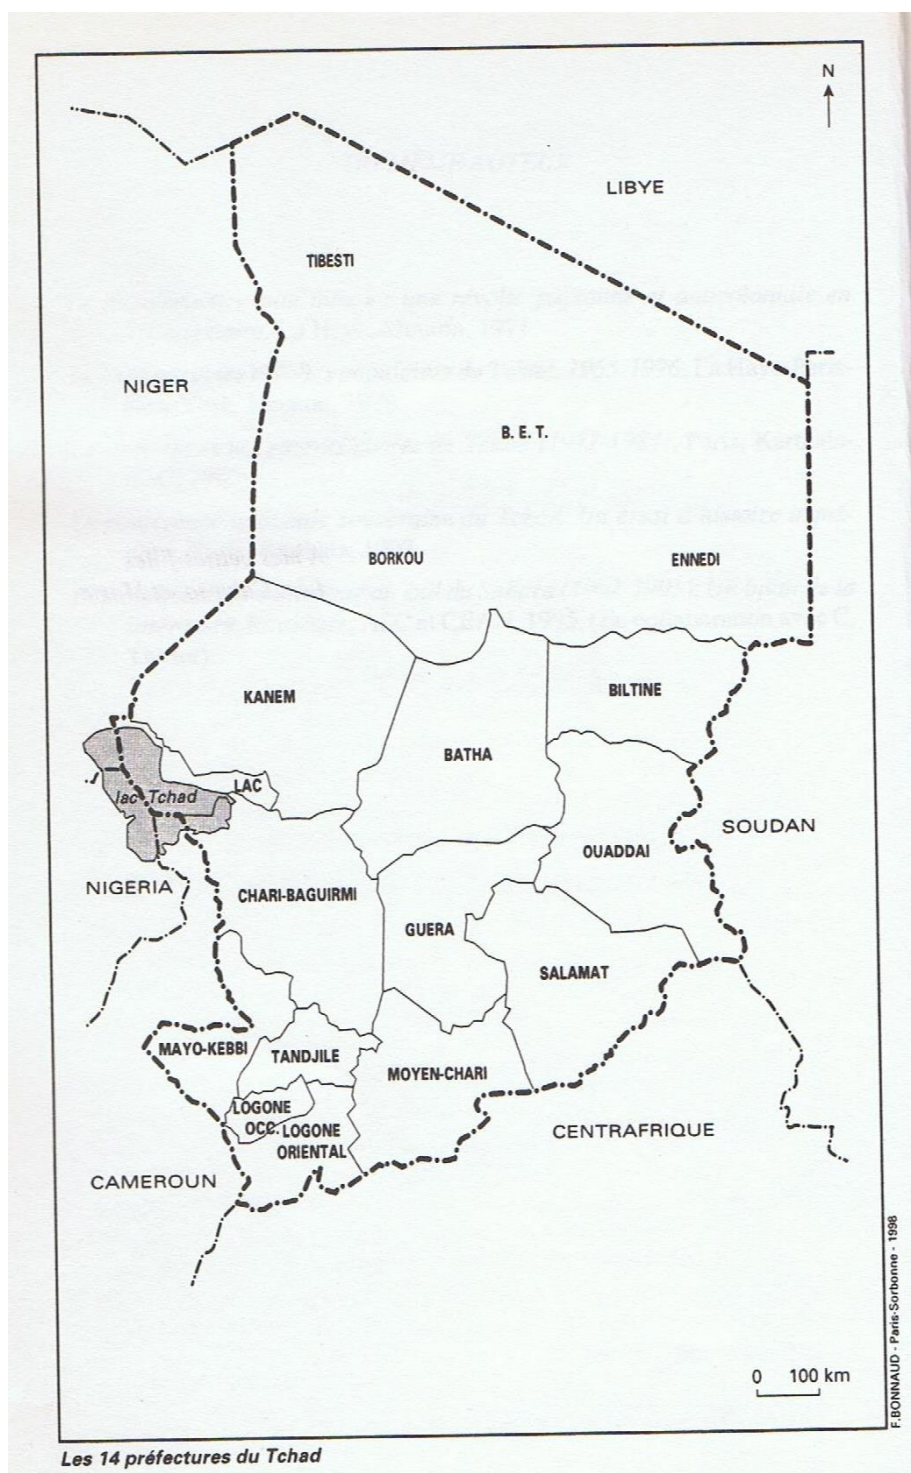 N
LIBYE
TIBESTI
NIGER
B.E.T.
BORKOU
ENNEDI
KANEM
BILTINE
BATHA
LAC
lac Tchad
SOUDAN
OUADDAI
NIGERIA
CHARI-BAGUIRMI
GUERA
SALAMAT
MAYO-KEBBI
TANDJILE
MOYEN-CHARI
LOGONE
OCC.
LOGONE
ORIENTAL
CENTRAFRIQUE
CAMEROUN
0 100 km
F.BONNAUD - Paris-Sorbonne - 1998
Les 14 préfectures du Tchad